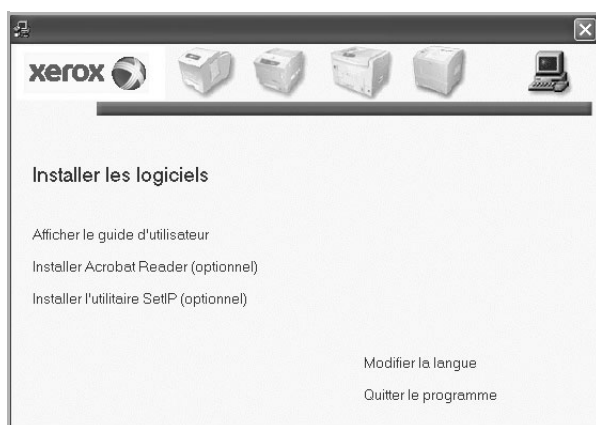 xerox
Installer les logiciels
Afficher le guide d'utilisateur
Installer Acrobat Reader (optionnel)
Installer l'utilitaire SetIP (optionnel)
Modifier la langue
Quitter le programme